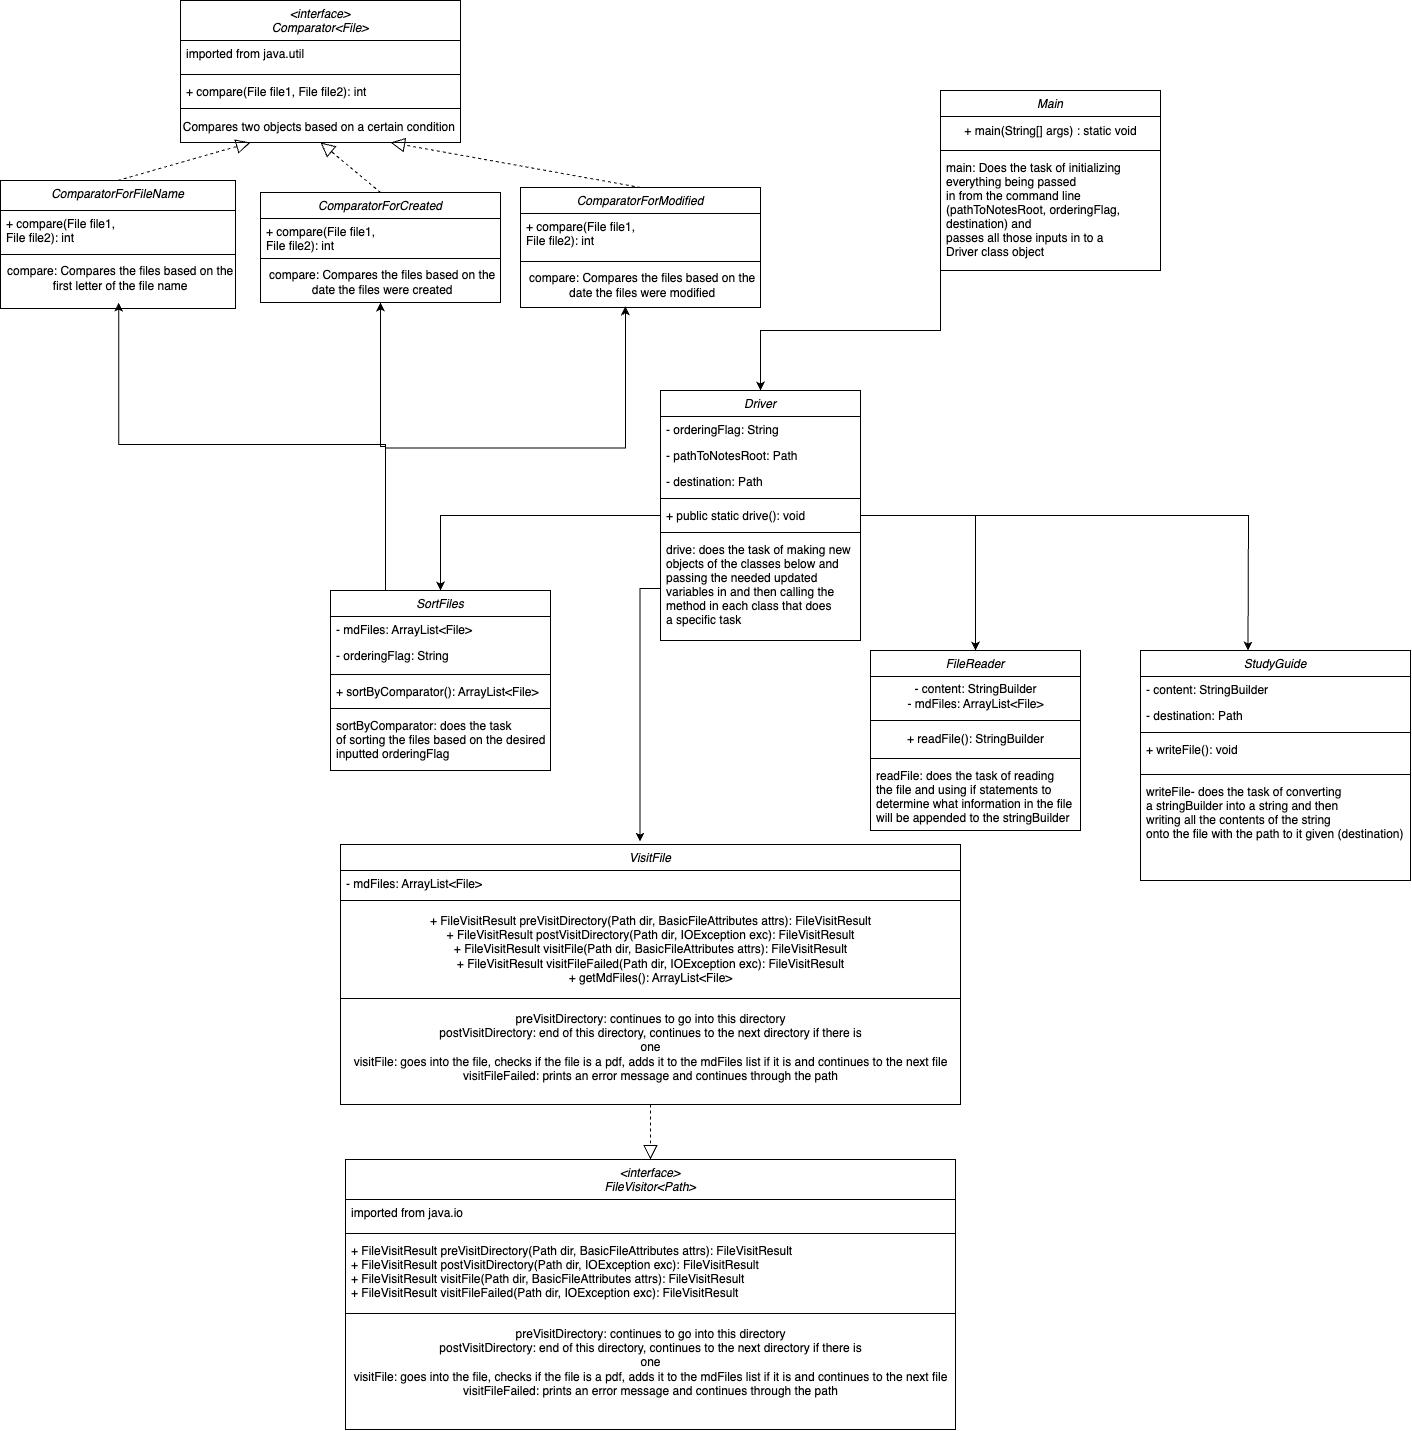 <interface>
Comparator<File>
imported from java.util
+ compare(File file1, File file2): int
Compares two objects based on a certain condition
Main
+ main(String[] args) : static void
main: Does the task of initializing
everything being passed
in from the command line
(pathToNotesRoot, orderingFlag,
destination) and
passes all those inputs in to a
Driver class object
ComparatorForFileName
+ compare(File file1,
File file2): int
compare: Compares the files based on the
first letter of the file name
ComparatorForCreated
+ compare(File file1,
File file2): int
compare: Compares the files based on the
date the files were created
ComparatorForModified
+ compare(File file1,
File file2): int
compare: Compares the files based on the
date the files were modified
Driver
- orderingFlag: String
- pathToNotesRoot: Path
- destination: Path
+ public static drive(): void
drive: does the task of making new
objects of the classes below and
passing the needed updated
variables in and then calling the
method in each class that does
a specific task
SortFiles
- mdFiles: ArrayList<File>
- orderingFlag: String
+ sortByComparator(): ArrayList<File>
sortByComparator: does the task
of sorting the files based on the desired
inputted orderingFlag
FileReader
- content: StringBuilder
- mdFiles: ArrayList<File>
+ readFile(): StringBuilder
readFile: does the task of reading
the file and using if statements to
determine what information in the file
will be appended to the stringBuilder
StudyGuide
- content: StringBuilder
- destination: Path
+ writeFile(): void
writeFile- does the task of converting
a stringBuilder into a string and then
writing all the contents of the string
onto the file with the path to it given (destination)
VisitFile
- mdFiles: ArrayList<File>
+ FileVisitResult preVisitDirectory(Path dir, BasicFileAttributes attrs): FileVisitResult
+ FileVisitResult postVisitDirectory(Path dir, IOException exc): FileVisitResult
+ FileVisitResult visitFile(Path dir, BasicFileAttributes attrs): FileVisitResult
+ FileVisitResult visitFileFailed(Path dir, IOException exc): FileVisitResult
+ getMdFiles(): ArrayList<File>
preVisitDirectory: continues to go into this directory
postVisitDirectory: end of this directory, continues to the next directory if there is
one
visitFile: goes into the file, checks if the file is a pdf, adds it to the mdFiles list if it is and continues to the next file
visitFileFailed: prints an error message and continues through the path
<interface>
FileVisitor<Path>
imported from java.io
+ FileVisitResult preVisitDirectory(Path dir, BasicFileAttributes attrs): FileVisitResult
+ FileVisitResult postVisitDirectory(Path dir, IOException exc): FileVisitResult
+ FileVisitResult visitFile(Path dir, BasicFileAttributes attrs): FileVisitResult
+ FileVisitResult visitFileFailed(Path dir, IOException exc): FileVisitResult
preVisitDirectory: continues to go into this directory
postVisitDirectory: end of this directory, continues to the next directory if there is
one
visitFile: goes into the file, checks if the file is a pdf, adds it to the mdFiles list if it is and continues to the next file
visitFileFailed: prints an error message and continues through the path